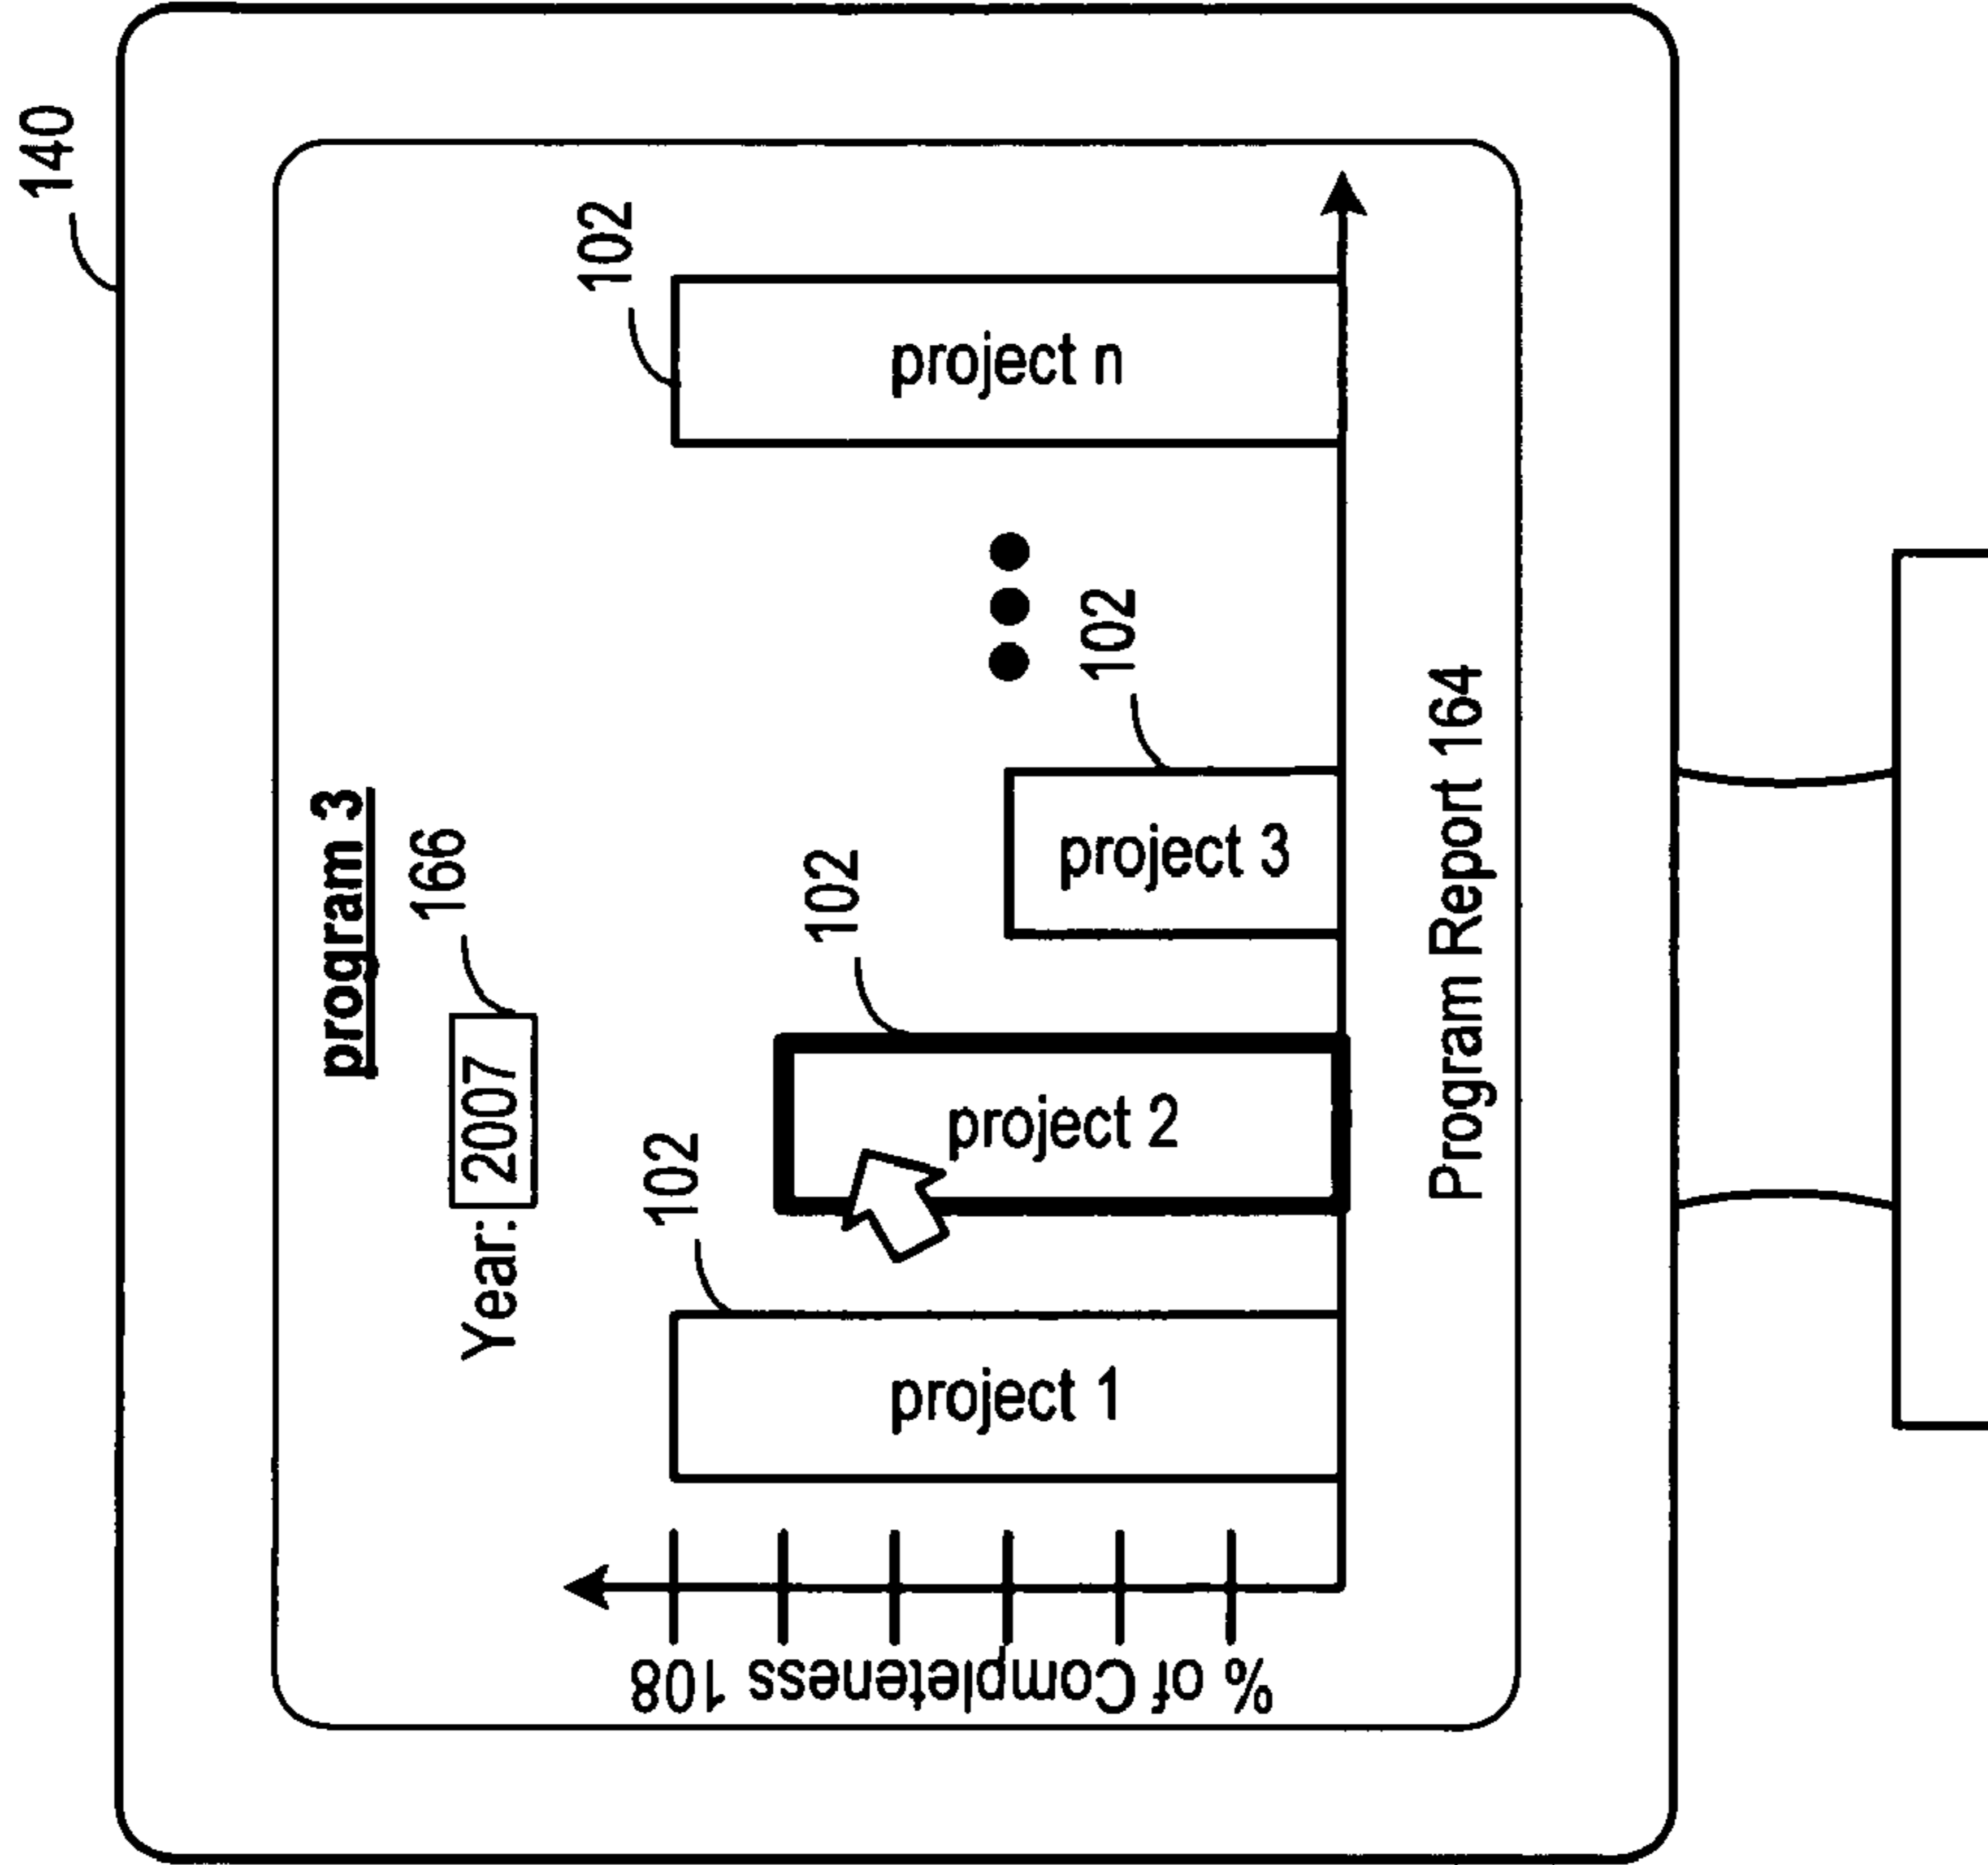 140
program 3
166
Year: 2007
102
102
102
102
% of Completeness 108
project 1
project 2
project 3
project n
Program Report 164